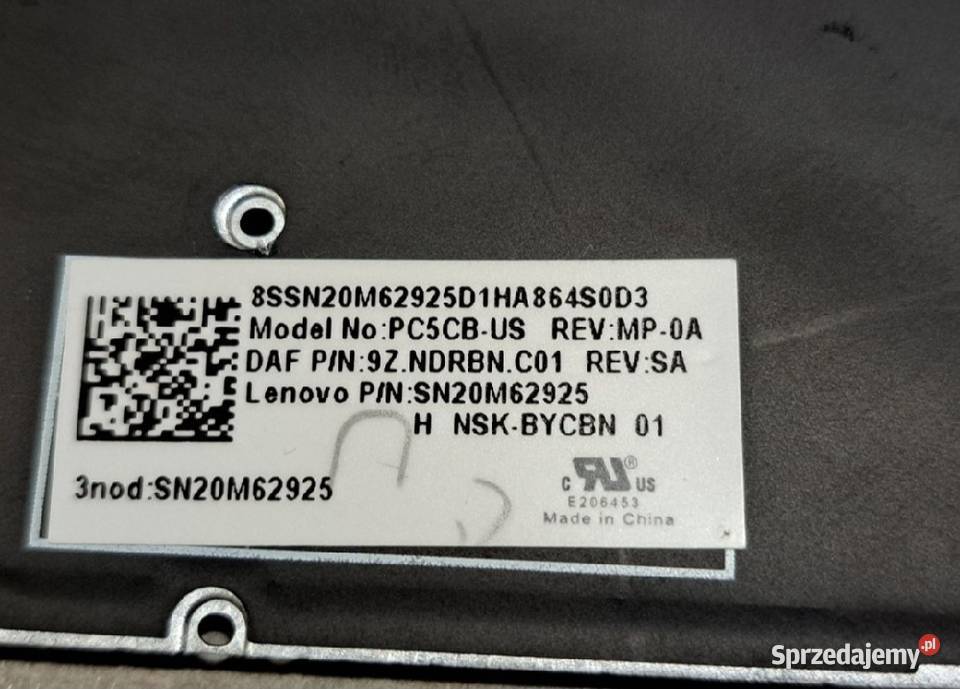 8SSN20M62925D1HA864S0D3
Model No:PC5CB-US REV:MP-0A
DAF P/N:9Z.NDRBN.C01 REV:SA
Lenovo P/N:SN20M62925
H NSK-BYCBN 01
3nod:SN20M62925
C RU® US
E206453
Made in China
Sprzedajemy.pl